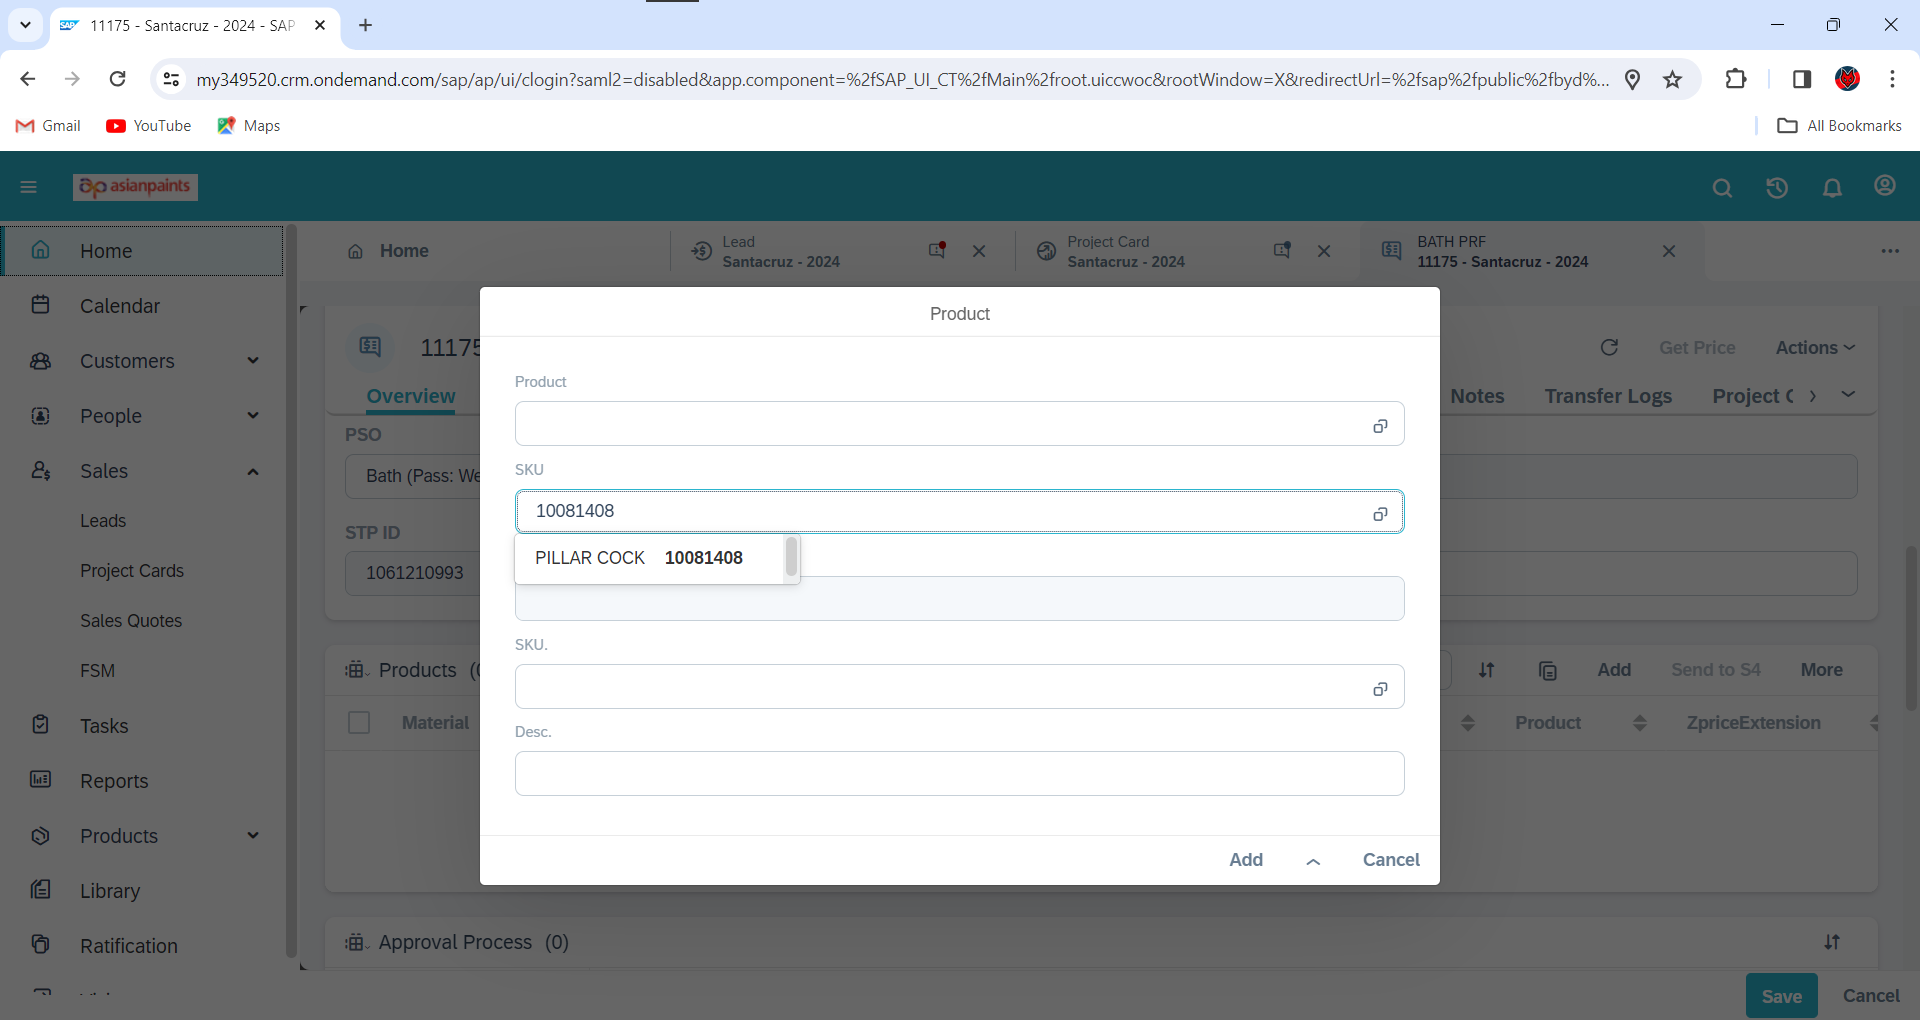 11175 - Santacruz - 2024 - SAP
my349520.crm.ondemand.com/sap/ap/ui/clogin?saml2=disabled&app.component=%2fSAP_UI_CT%2fMain%2froot.uiccwoc&rootWindow=X&redirectUrl=%2fsap%2fpublic%2fbyd%...
Gmail
YouTube
Maps
All Bookmarks
asianpaints
Home
Calendar
Customers
People
Sales
Leads
Project Cards
Sales Quotes
FSM
Tasks
Reports
Products
Library
Ratification
Home
Lead
Santacruz - 2024
Project Card
Santacruz - 2024
BATH PRF
11175 - Santacruz - 2024
11175
Get Price
Actions
Overview
Notes
Transfer Logs
Project C
PSO
Bath (Pass: We
STP ID
1061210993
Products (
Add
Send to S4
More
Material
Product
ZpriceExtension
Approval Process (0)
Save
Cancel
Product
Product
SKU
10081408
PILLAR COCK 10081408
SKU.
Desc.
Add
Cancel